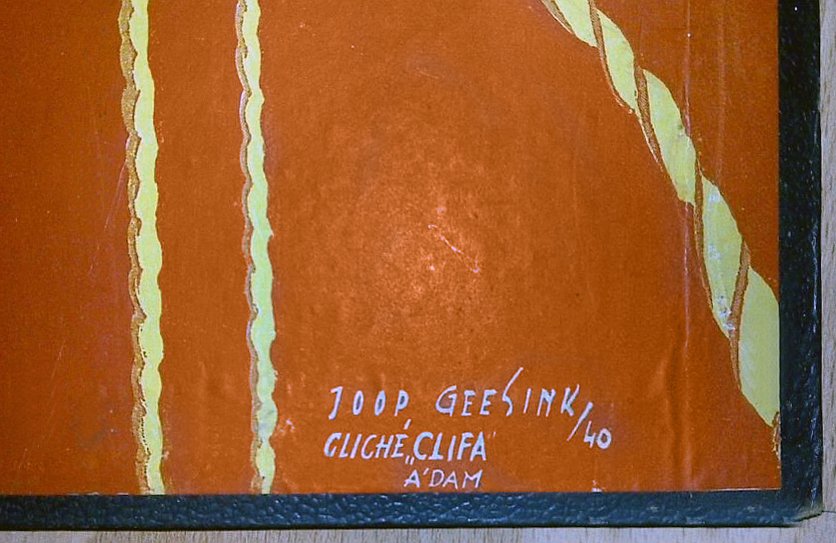 JOOP GEESINK/40
CLICHÉ „CLIFA"
A'DAM